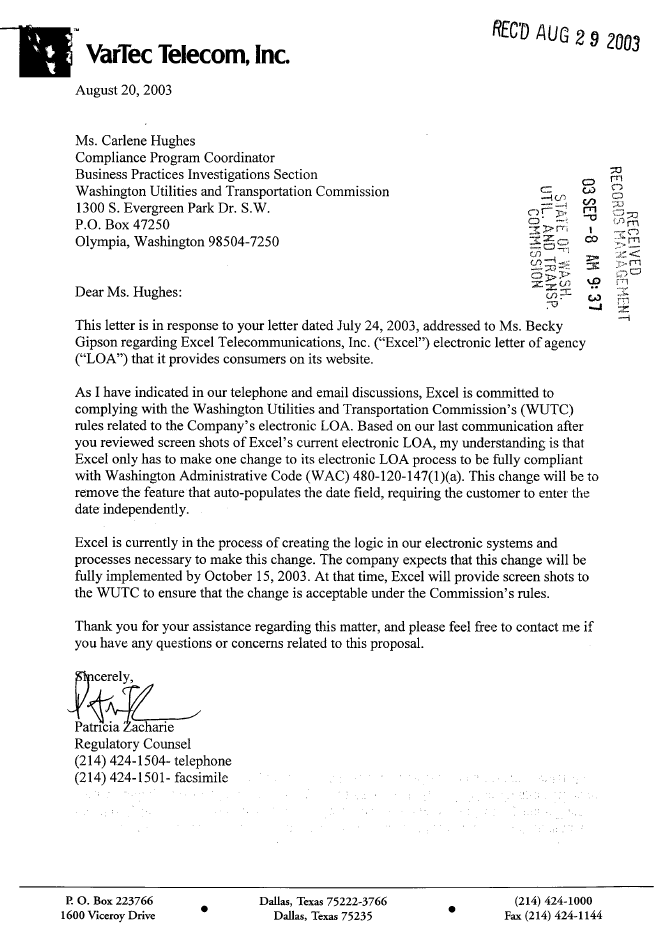 REC'D AUG 29 2003
VarTec Telecom, Inc.
August 20, 2003
Ms. Carlene Hughes
Compliance Program Coordinator
Business Practices Investigations Section
Washington Utilities and Transportation Commission
1300 S. Evergreen Park Dr. S.W.
P.O. Box 47250
Olympia, Washington 98504-7250
RECEIVED
RECORDS MANAGEMENT
03 SEP -8 AM 9:37
STATE OF WASH.
UTIL. AND TRANSP.
COMMISSION
Dear Ms. Hughes:
This letter is in response to your letter dated July 24, 2003, addressed to Ms. Becky
Gipson regarding Excel Telecommunications, Inc. ("Excel") electronic letter of agency
("LOA") that it provides consumers on its website.
As I have indicated in our telephone and email discussions, Excel is committed to
complying with the Washington Utilities and Transportation Commission's (WUTC)
rules related to the Company's electronic LOA. Based on our last communication after
you reviewed screen shots of Excel's current electronic LOA, my understanding is that
Excel only has to make one change to its electronic LOA process to be fully compliant
with Washington Administrative Code (WAC) 480-120-147(1)(a). This change will be to
remove the feature that auto-populates the date field, requiring the customer to enter the
date independently.
Excel is currently in the process of creating the logic in our electronic systems and
processes necessary to make this change. The company expects that this change will be
fully implemented by October 15, 2003. At that time, Excel will provide screen shots to
the WUTC to ensure that the change is acceptable under the Commission's rules.
Thank you for your assistance regarding this matter, and please feel free to contact me if
you have any questions or concerns related to this proposal.
Sincerely,
Patricia Zacharie
Regulatory Counsel
(214) 424-1504- telephone
(214) 424-1501- facsimile
P. O. Box 223766 • Dallas, Texas 75222-3766 • (214) 424-1000
1600 Viceroy Drive Dallas, Texas 75235 Fax (214) 424-1144